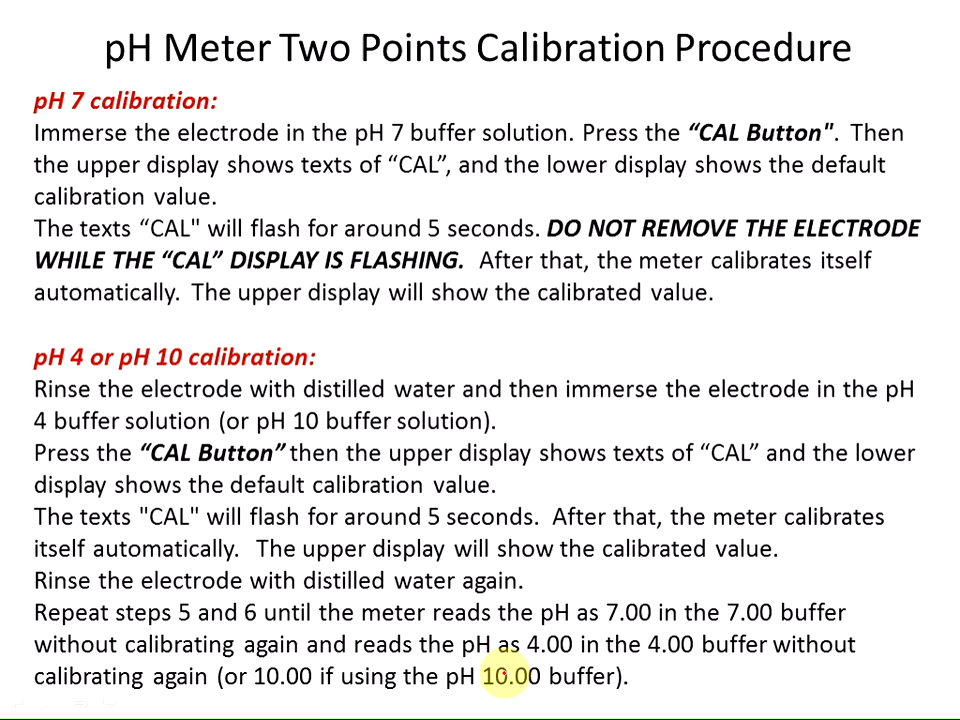 pH Meter Two Points Calibration Procedure
pH 7 calibration:
Immerse the electrode in the pH 7 buffer solution. Press the “CAL Button". Then
the upper display shows texts of “CAL”, and the lower display shows the default
calibration value.
The texts “CAL" will flash for around 5 seconds. DO NOT REMOVE THE ELECTRODE
WHILE THE “CAL” DISPLAY IS FLASHING. After that, the meter calibrates itself
automatically. The upper display will show the calibrated value.
pH 4 or pH 10 calibration:
Rinse the electrode with distilled water and then immerse the electrode in the pH
4 buffer solution (or pH 10 buffer solution).
Press the “CAL Button” then the upper display shows texts of “CAL” and the lower
display shows the default calibration value.
The texts "CAL" will flash for around 5 seconds. After that, the meter calibrates
itself automatically. The upper display will show the calibrated value.
Rinse the electrode with distilled water again.
Repeat steps 5 and 6 until the meter reads the pH as 7.00 in the 7.00 buffer
without calibrating again and reads the pH as 4.00 in the 4.00 buffer without
calibrating again (or 10.00 if using the pH 10.00 buffer).